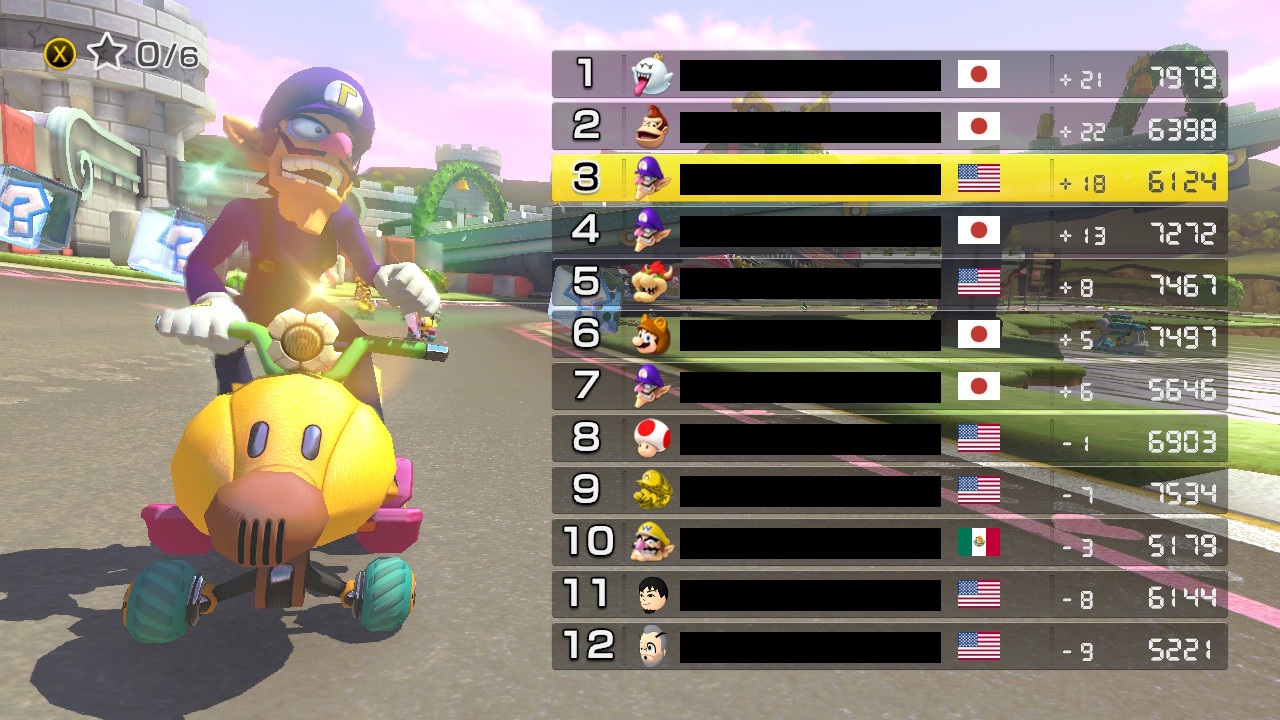 X 0/6
1 + 21 7979
2 + 22 6398
3 + 18 6124
4 + 13 7272
5 + 8 7467
6 + 5 7497
7 + 6 5646
8 - 1 6903
9 - 7 7534
10 - 3 5179
11 - 8 6144
12 - 9 5221